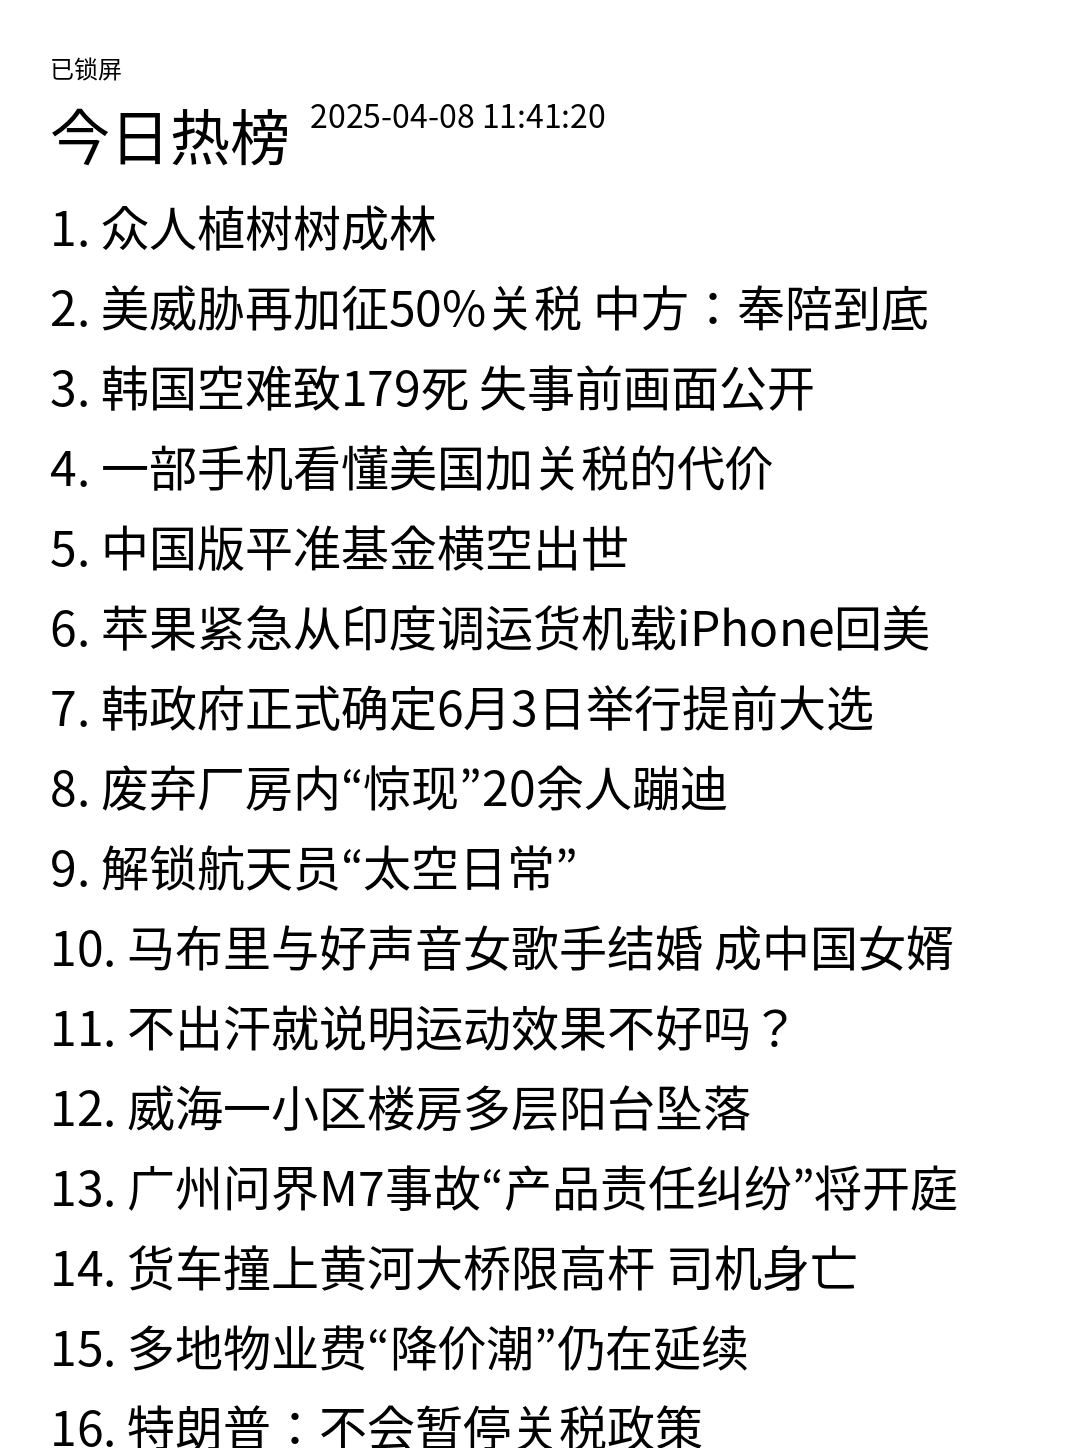 已锁屏
今日热榜 2025-04-08 11:41:20
1. 众人植树树成林
2. 美威胁再加征50%关税 中方：奉陪到底
3. 韩国空难致179死 失事前画面公开
4. 一部手机看懂美国加关税的代价
5. 中国版平准基金横空出世
6. 苹果紧急从印度调运货机载iPhone回美
7. 韩政府正式确定6月3日举行提前大选
8. 废弃厂房内“惊现”20余人蹦迪
9. 解锁航天员“太空日常”
10. 马布里与好声音女歌手结婚 成中国女婿
11. 不出汗就说明运动效果不好吗？
12. 威海一小区楼房多层阳台坠落
13. 广州问界M7事故“产品责任纠纷”将开庭
14. 货车撞上黄河大桥限高杆 司机身亡
15. 多地物业费“降价潮”仍在延续
16. 特朗普：不会暂停关税政策